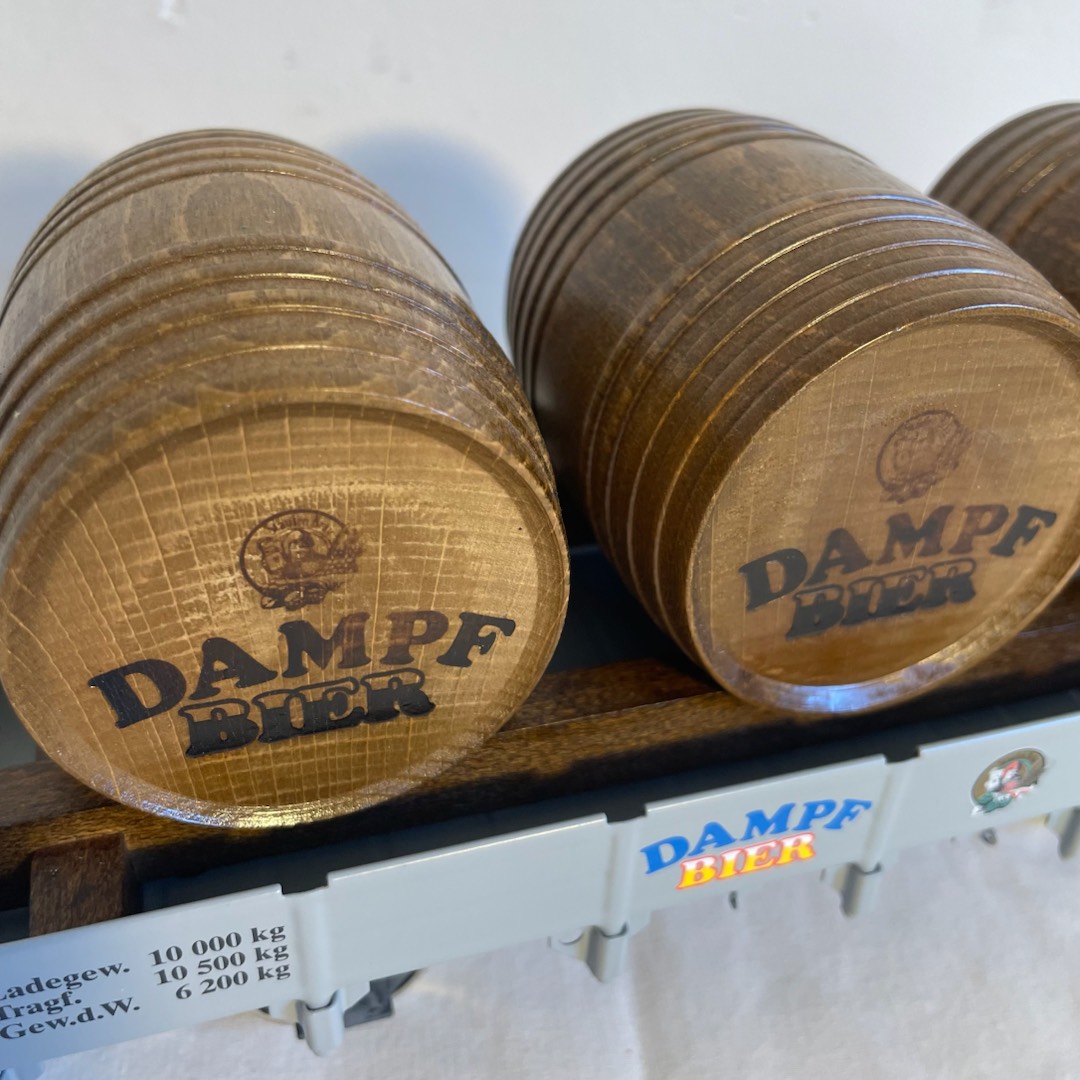 DAMPF
BIER
DAMPF
BIER
DAMPF
BIER
Ladegew. 10 000 kg
Tragf. 10 500 kg
Gew.d.W. 6 200 kg